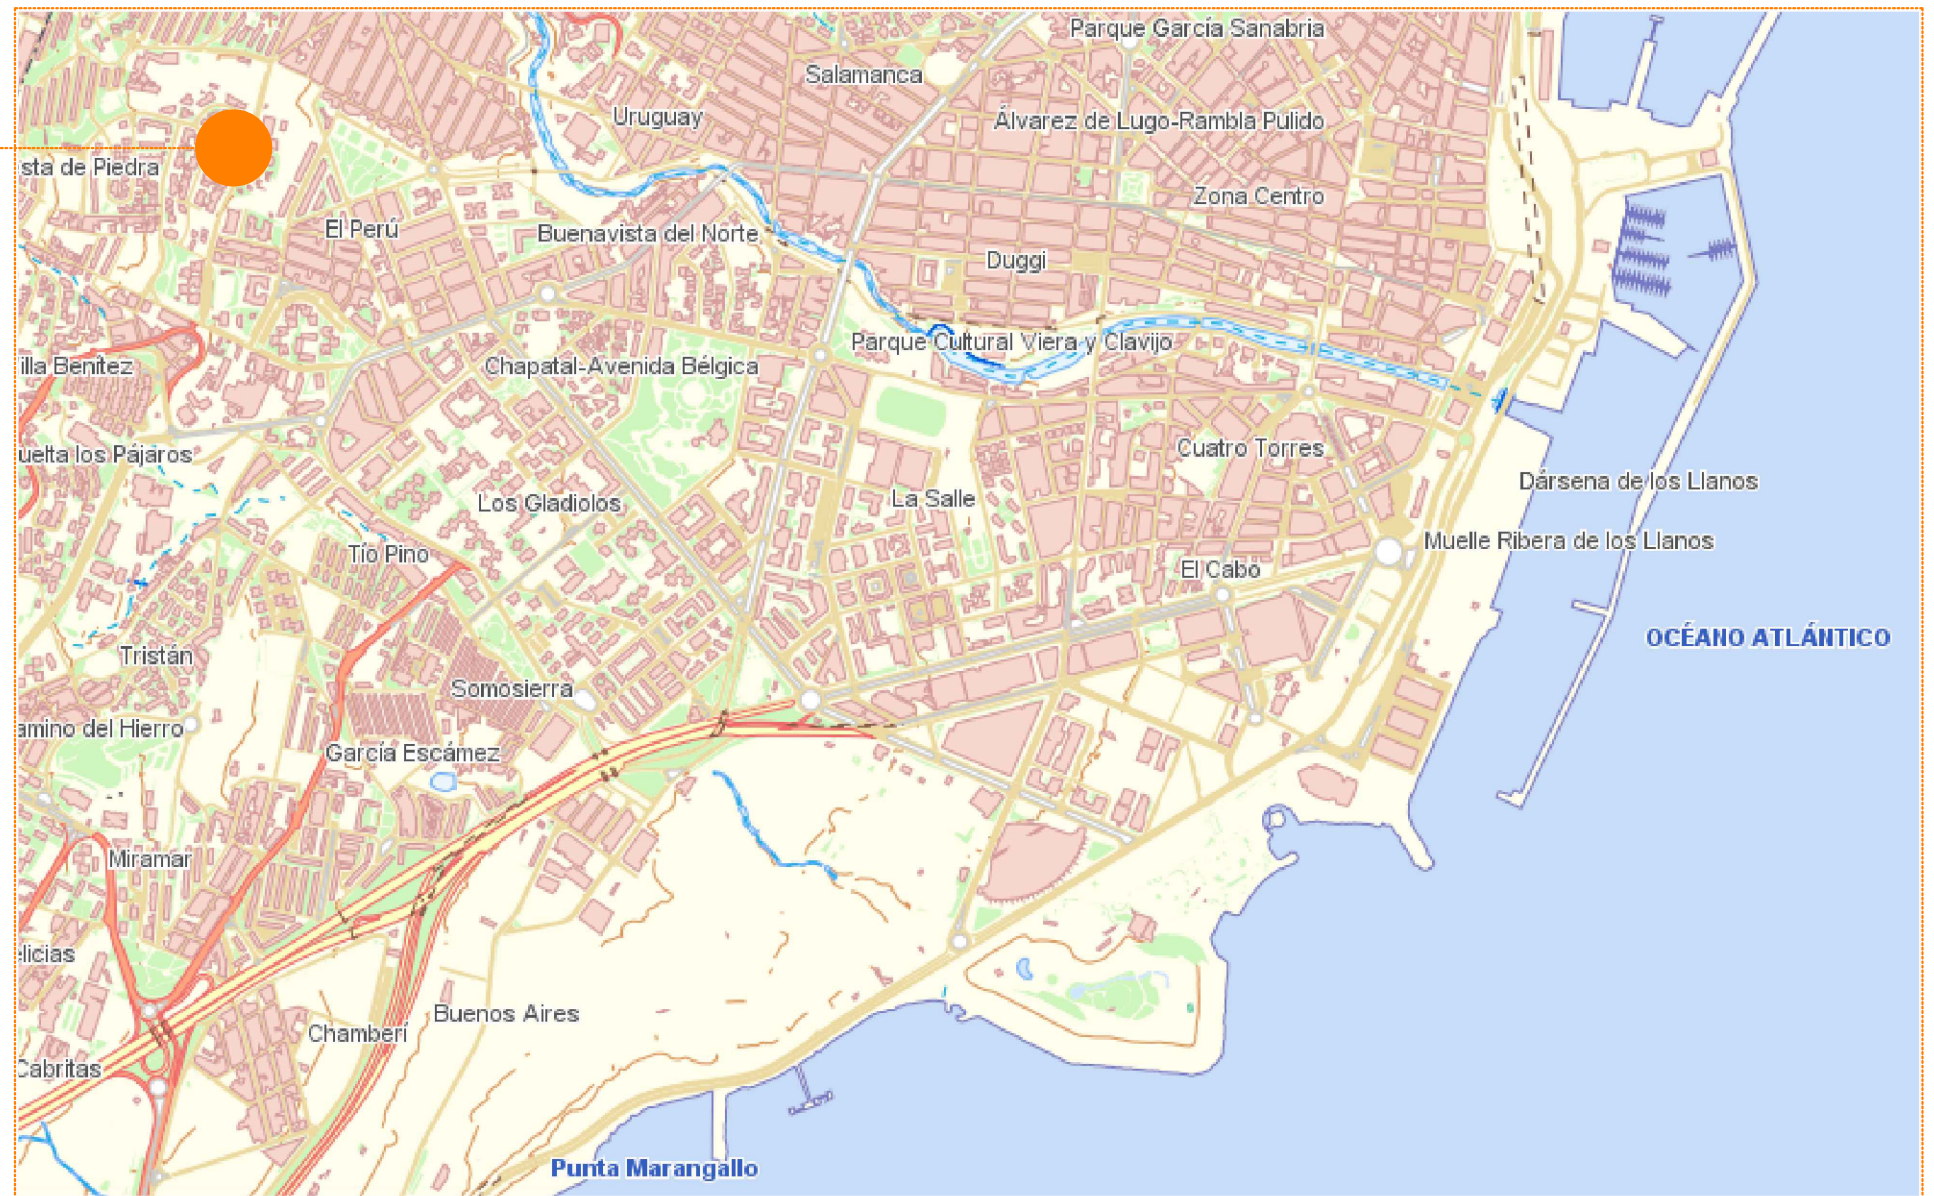 Parque García Sanabria
Salamanca
Uruguay
Álvarez de Lugo-Rambla Pulido
sta de Piedra
Zona Centro
El Perú
Buenavista del Norte
Duggi
Parque Cultural Viera y Clavijo
illa Benítez
Chapatal-Avenida Bélgica
uelta los Pájaros
Cuatro Torres
Dársena de los Llanos
Los Gladiolos
La Salle
Tío Pino
Muelle Ribera de los Llanos
El Cabo
OCÉANO ATLÁNTICO
Tristán
Somosierra
amino del Hierro
García Escámez
Miramar
elicias
Buenos Aires
Chamberí
Cabritas
Punta Marangallo